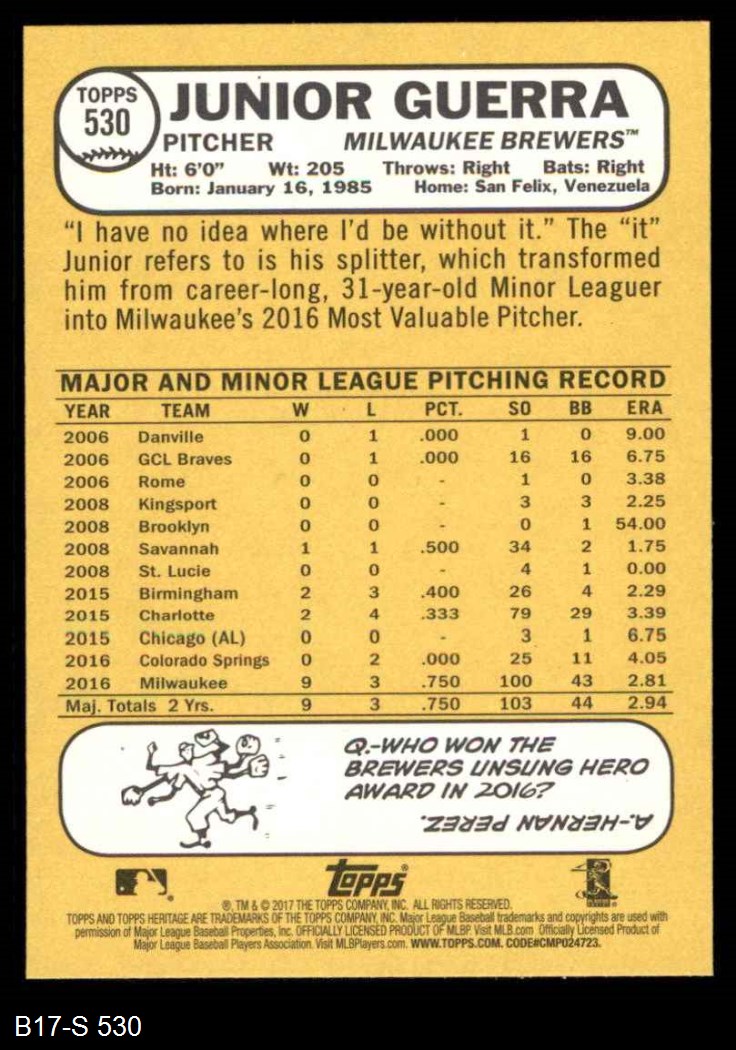 TOPPS
530
JUNIOR GUERRA
PITCHER MILWAUKEE BREWERS™
Ht: 6'0" Wt: 205 Throws: Right Bats: Right
Born: January 16, 1985 Home: San Felix, Venezuela
“I have no idea where I'd be without it.” The “it”
Junior refers to is his splitter, which transformed
him from career-long, 31-year-old Minor Leaguer
into Milwaukee's 2016 Most Valuable Pitcher.
MAJOR AND MINOR LEAGUE PITCHING RECORD
YEAR TEAM W L PCT. SO BB ERA
2006 Danville 0 1 .000 1 0 9.00
2006 GCL Braves 0 1 .000 16 16 6.75
2006 Rome 0 0 - 1 0 3.38
2008 Kingsport 0 0 - 3 3 2.25
2008 Brooklyn 0 0 - 0 1 54.00
2008 Savannah 1 1 .500 34 2 1.75
2008 St. Lucie 0 0 - 4 1 0.00
2015 Birmingham 2 3 .400 26 4 2.29
2015 Charlotte 2 4 .333 79 29 3.39
2015 Chicago (AL) 0 0 - 3 1 6.75
2016 Colorado Springs 0 2 .000 25 11 4.05
2016 Milwaukee 9 3 .750 100 43 2.81
Maj. Totals 2 Yrs. 9 3 .750 103 44 2.94
Q.-WHO WON THE
BREWERS UNSUNG HERO
AWARD IN 2016?
A.-HERNAN PEREZ.
Topps®
®, TM & © 2017 THE TOPPS COMPANY, INC. ALL RIGHTS RESERVED.
TOPPS AND TOPPS HERITAGE ARE TRADEMARKS OF THE TOPPS COMPANY, INC. Major League Baseball trademarks and copyrights are used with
permission of Major League Baseball Properties, Inc. OFFICIALLY LICENSED PRODUCT OF MLBP. Visit MLB.com Officially Licensed Product of
Major League Baseball Players Association. Visit MLBPlayers.com. WWW.TOPPS.COM. CODE#CMP024723.
B17-S 530